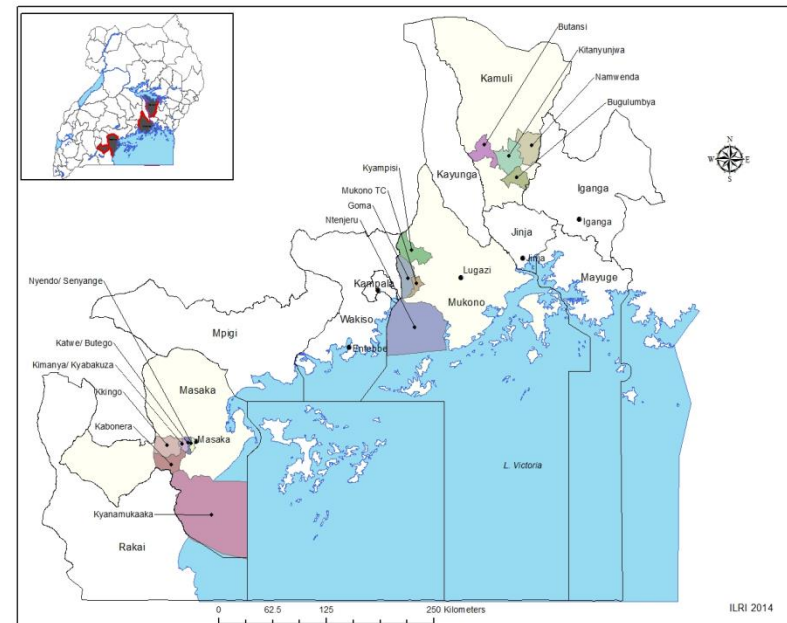 Butansi
Kitanyunjwa
Kamuli
Namwenda
Bugulumbya
N
W E
S
Kyampisi
Mukono TC
Kayunga
Iganga
Goma
Ntenjeru
Iganga
Jinja
Jinja
Nyendo/ Senyange
Kampala
Lugazi
Mayuge
Mukono
Wakiso
Mpigi
Katwe/ Butego
Entebbe
Kimanya/ Kyabakuza
Masaka
Kkingo
Kabonera
Masaka
L. Victoria
Kyanamukaaka
Rakai
ILRI 2014
0 62.5 125 250 Kilometers